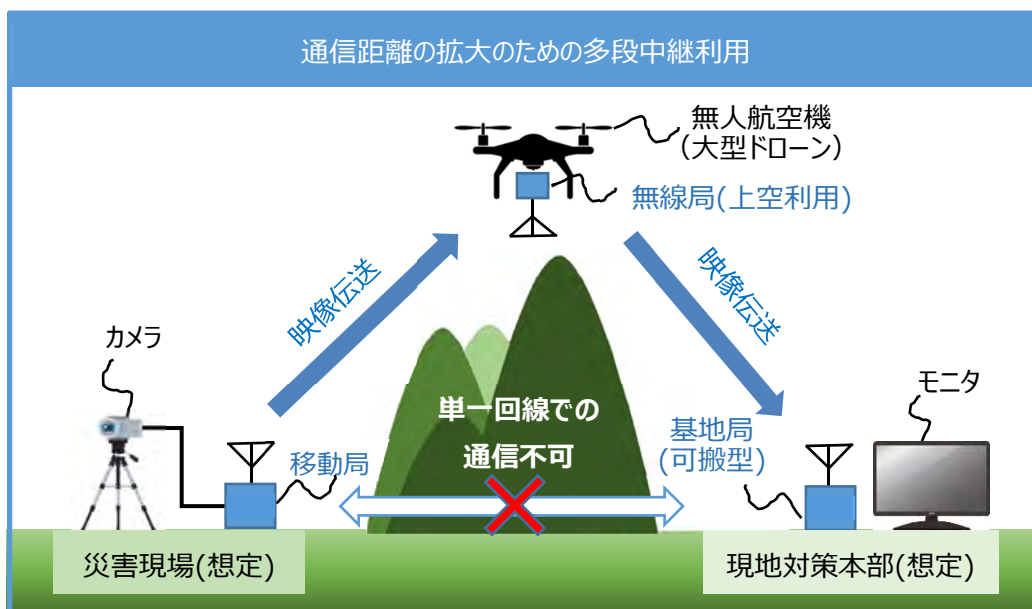 通信距離の拡大のための多段中継利用
無人航空機
(大型ドローン)
無線局(上空利用)
映像伝送
映像伝送
カメラ
モニタ
単一回線での
通信不可
基地局
(可搬型)
移動局
災害現場(想定)
現地対策本部(想定)